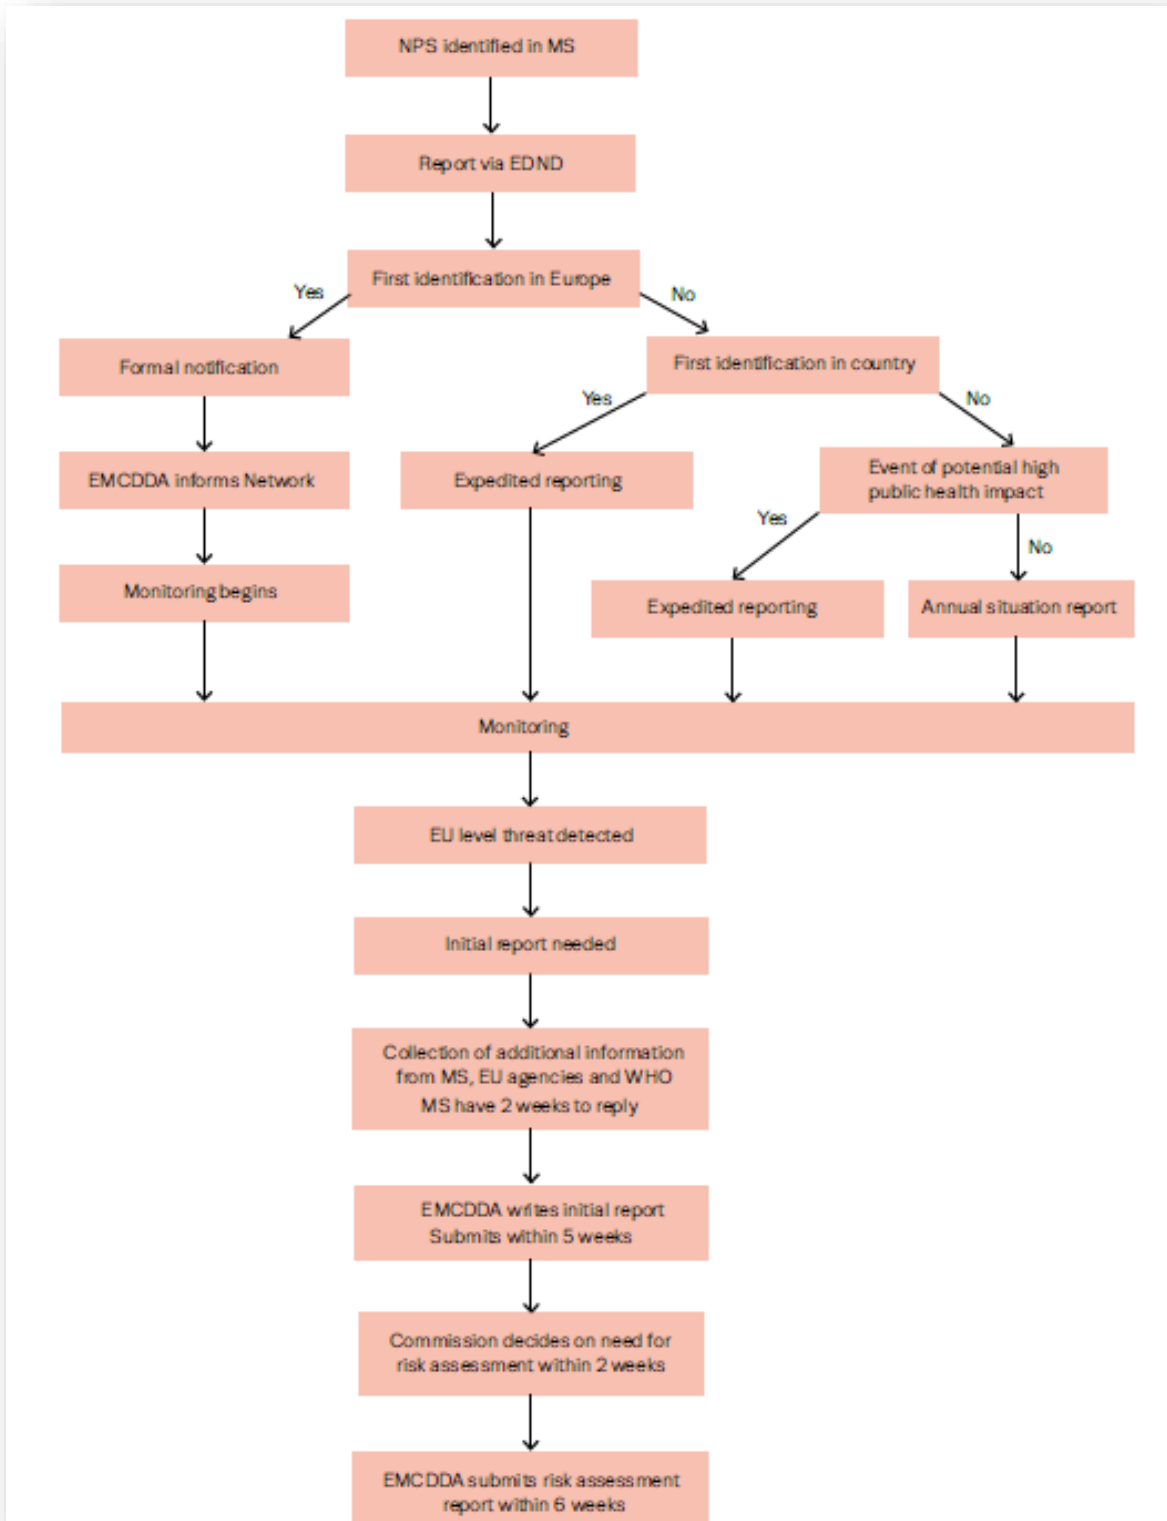 NPS identified in MS
Report via EDND
First identification in Europe
Yes
No
Formal notification
First identification in country
Yes
No
EMCDDA informs Network
Expedited reporting
Event of potential high
public health impact
Yes
No
Monitoring begins
Expedited reporting
Annual situation report
Monitoring
EU level threat detected
Initial report needed
Collection of additional information
from MS, EU agencies and WHO
MS have 2 weeks to reply
EMCDDA writes initial report
Submits within 5 weeks
Commission decides on need for
risk assessment within 2 weeks
EMCDDA submits risk assessment
report within 6 weeks